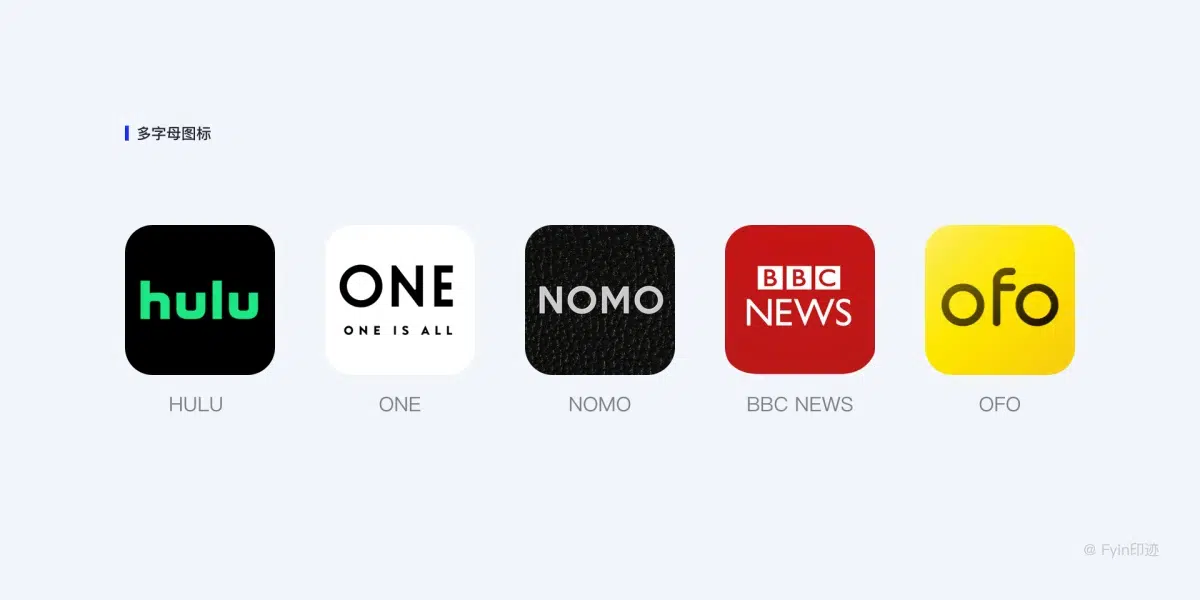 多字母图标
hulu
ONE
ONE IS ALL
NOMO
BBC
NEWS
ofo
HULU
ONE
NOMO
BBC NEWS
OFO
@ Fyin印迹